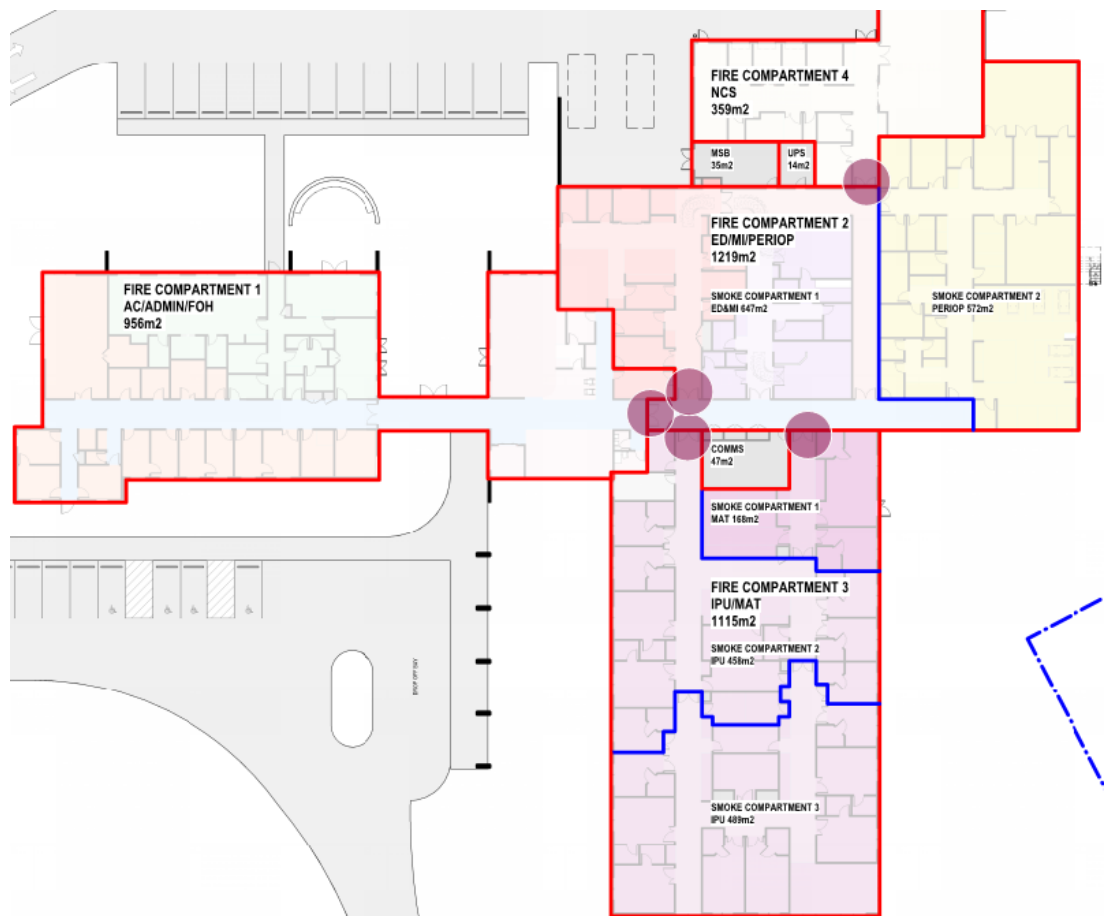 FIRE COMPARTMENT 4
NCS
359m2
MSB
35m2
UPS
14m2
FIRE COMPARTMENT 2
ED/MI/PERIOP
1219m2
FIRE COMPARTMENT 1
AC/ADMIN/FOH
956m2
SMOKE COMPARTMENT 1
ED&MI 647m2
SMOKE COMPARTMENT 2
PERIOP 572m2
COMMS
47m2
SMOKE COMPARTMENT 1
MAT 168m2
FIRE COMPARTMENT 3
IPU/MAT
1115m2
SMOKE COMPARTMENT 2
IPU 458m2
DROP OFF BAY
SMOKE COMPARTMENT 3
IPU 489m2